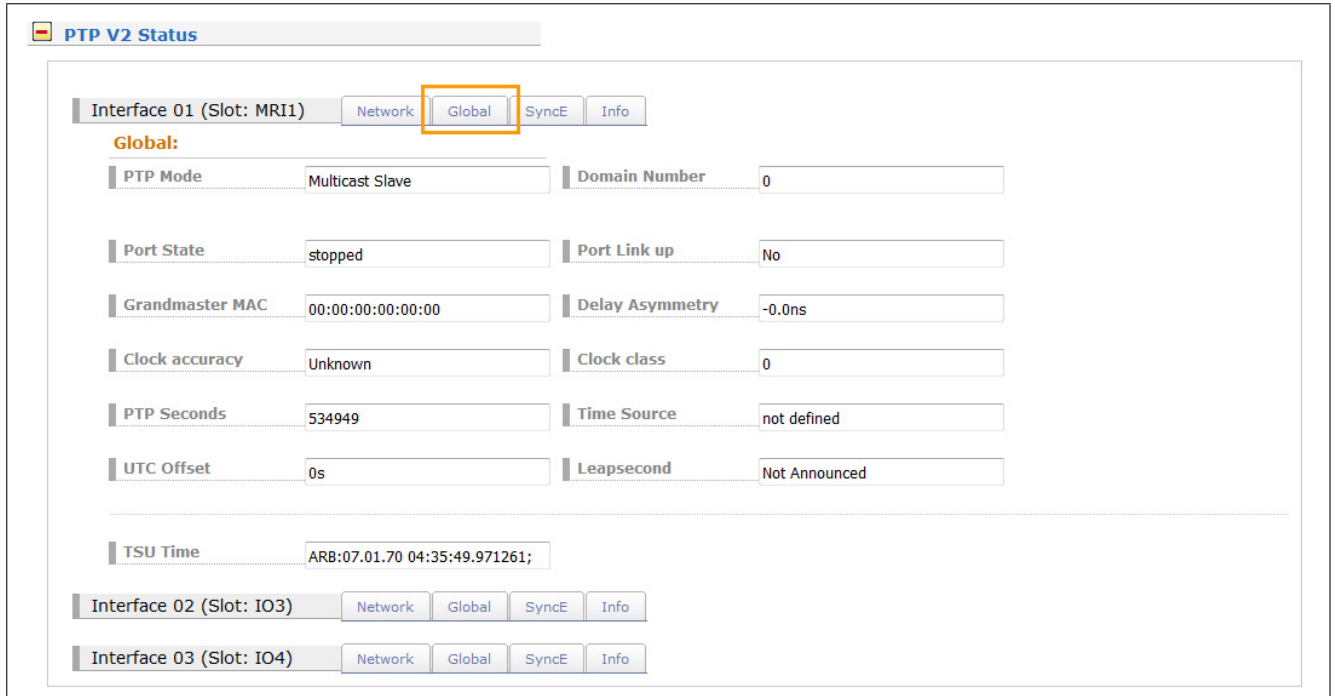 PTP V2 Status
Interface 01 (Slot: MRI1) Network Global SyncE Info
Global:
PTP Mode Multicast Slave Domain Number 0
Port State stopped Port Link up No
Grandmaster MAC 00:00:00:00:00:00 Delay Asymmetry -0.0ns
Clock accuracy Unknown Clock class 0
PTP Seconds 534949 Time Source not defined
UTC Offset 0s Leapsecond Not Announced
TSU Time ARB:07.01.70 04:35:49.971261;
Interface 02 (Slot: IO3) Network Global SyncE Info
Interface 03 (Slot: IO4) Network Global SyncE Info